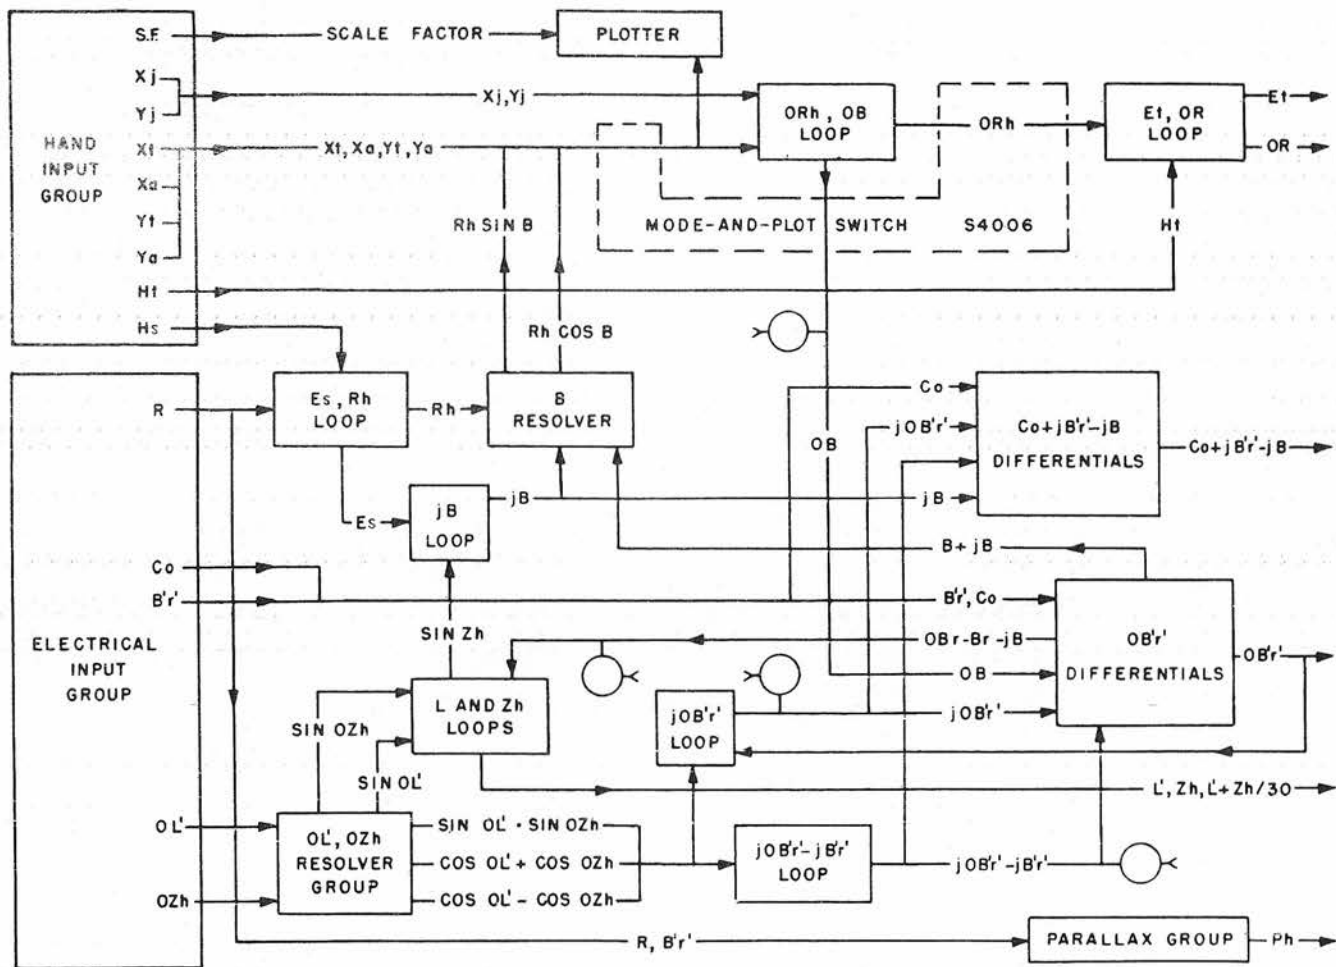 S.F.
SCALE FACTOR
PLOTTER
Xj
Yj
Xj,Yj
ORh, OB
LOOP
ORh
Et, OR
LOOP
Et
OR
HAND
INPUT
GROUP
Xt
Xa
Yt
Ya
Xt, Xa, Yt, Ya
Rh SIN B
MODE-AND-PLOT SWITCH S4006
Ht
Ht
Hs
Rh COS B
R
Es, Rh
LOOP
Rh
B
RESOLVER
Co
jOB'r'
OB
Co+jB'r'-jB
DIFFERENTIALS
Co+jB'r'-jB
Es
jB
LOOP
jB
jB
B+jB
Co
B'r'
B'r', Co
ELECTRICAL
INPUT
GROUP
SIN Zh
OBr-Br-jB
OB'r'
DIFFERENTIALS
OB'r'
OB
jOB'r'
L AND Zh
LOOPS
jOB'r'
LOOP
SIN OZh
SIN OL'
L', Zh, L'+Zh/30
OL'
OZh
OL', OZh
RESOLVER
GROUP
SIN OL' · SIN OZh
COS OL' + COS OZh
COS OL' - COS OZh
jOB'r'-jB'r'
LOOP
jOB'r'-jB'r'
R, B'r'
PARALLAX GROUP
Ph